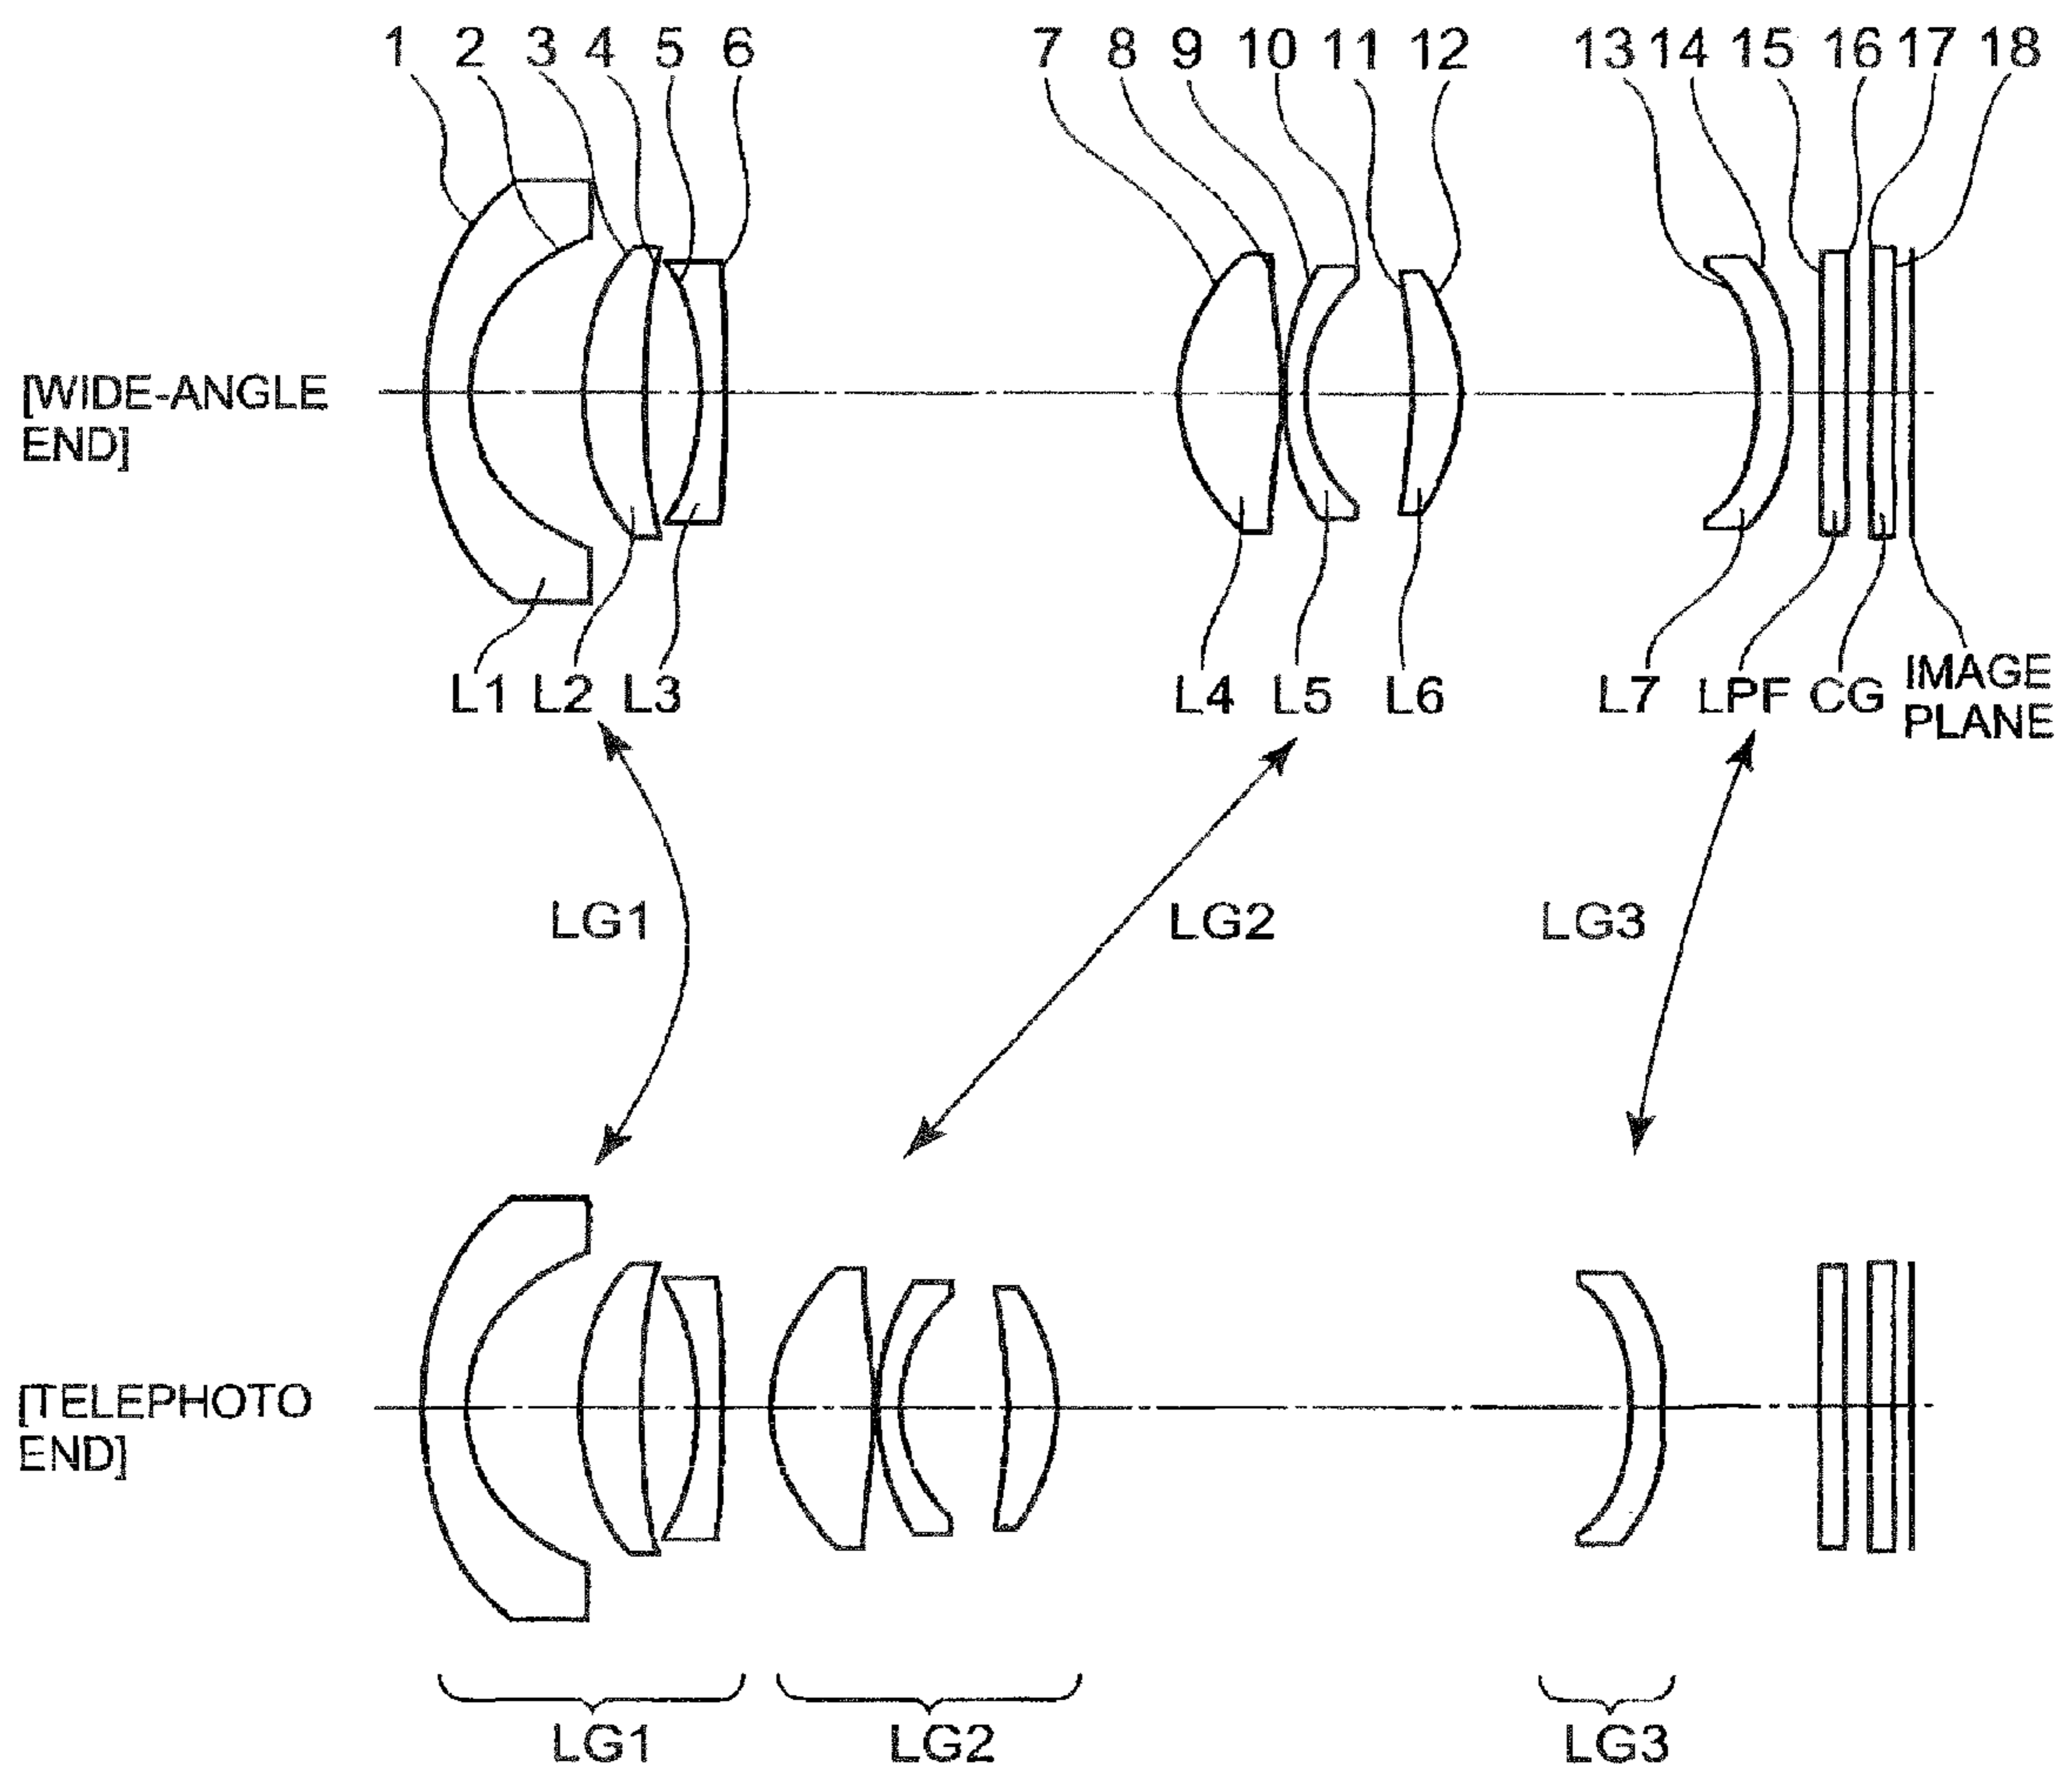 1 2 3 4 5 6 7 8 9 10 11 12 13 14 15 16 17 18
[WIDE-ANGLE
END]
L1 L2 L3 L4 L5 L6 L7 LPF CG IMAGE
PLANE
LG1 LG2 LG3
[TELEPHOTO
END]
LG1 LG2 LG3